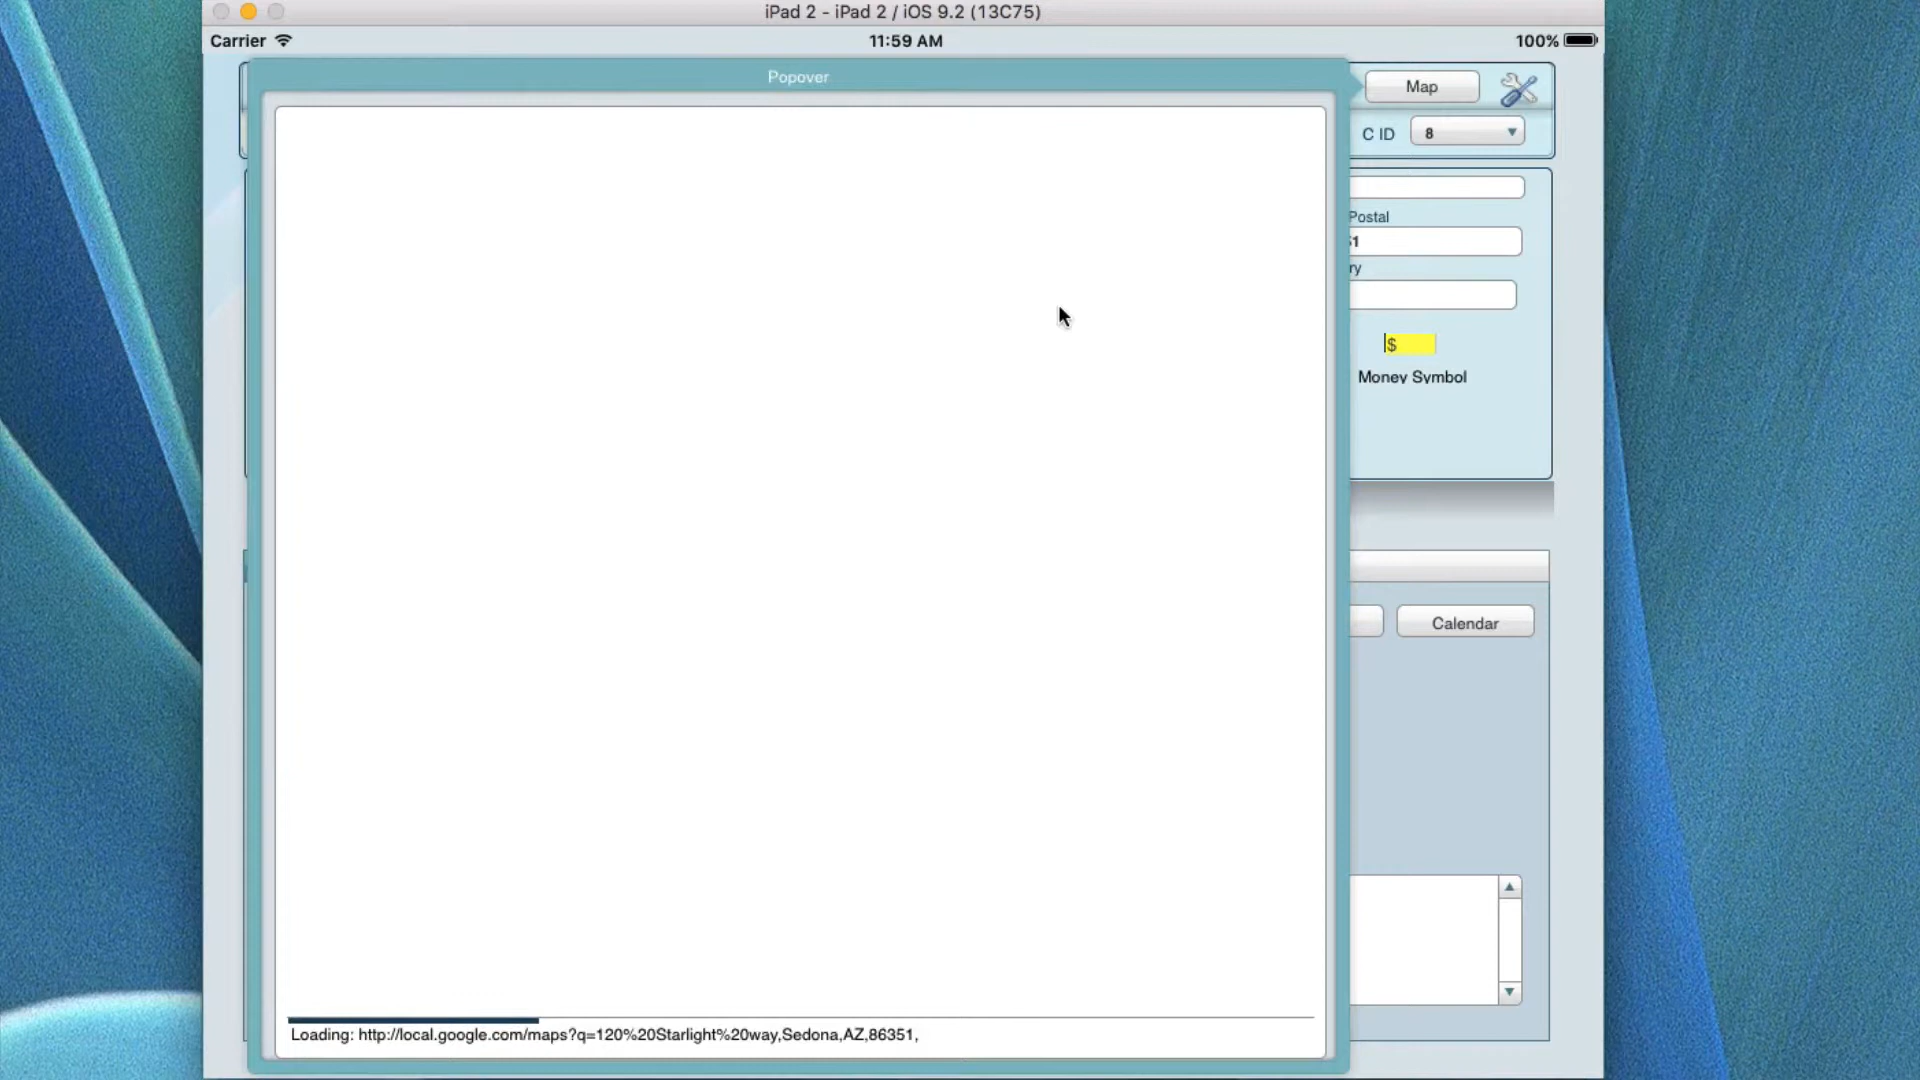 iPad 2 - iPad 2 / iOS 9.2 (13C75)
Carrier 11:59 AM 100%
Popover
Map
C ID 8
Postal
51
ry
$
Money Symbol
Calendar
Loading: http://local.google.com/maps?q=120%20Starlight%20way,Sedona,AZ,86351,